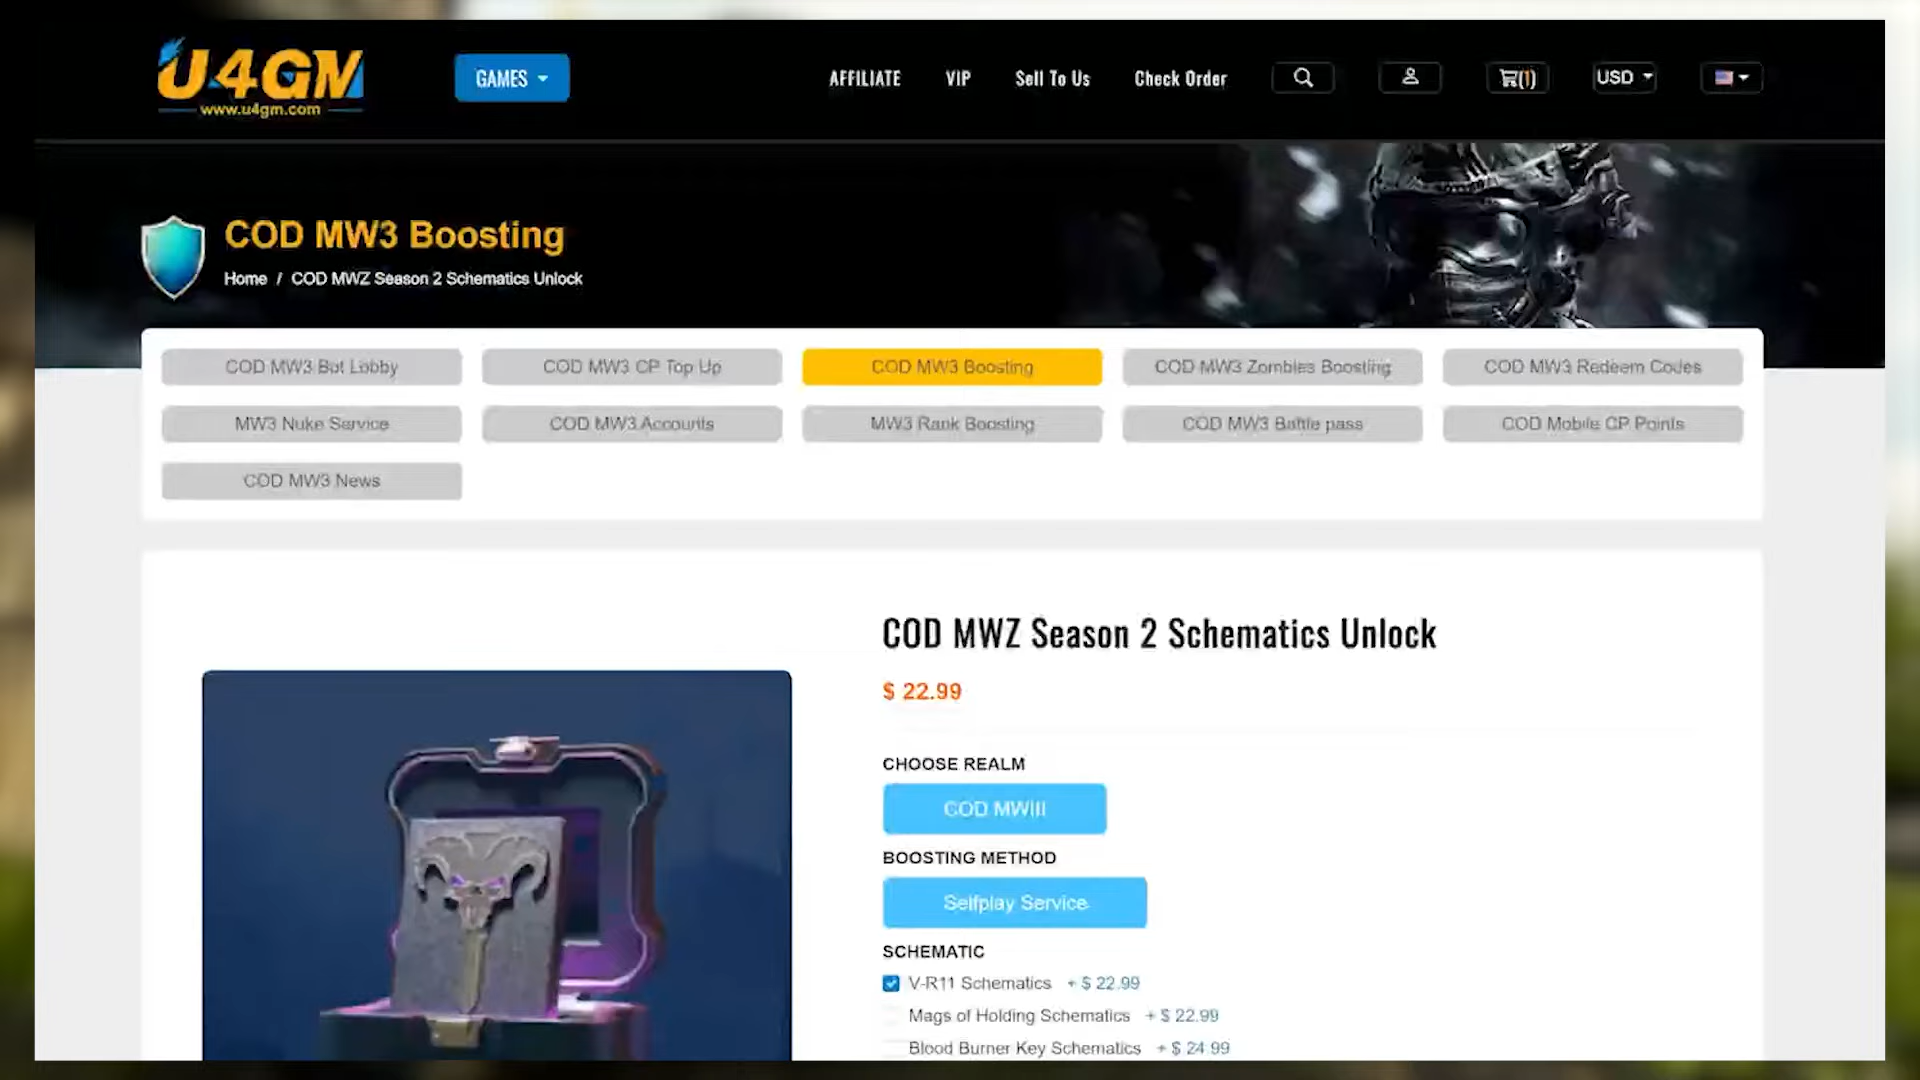 U4GM
www.u4gm.com
GAMES
AFFILIATE
VIP
Sell To Us
Check Order
(1)
USD
COD MW3 Boosting
Home / COD MWZ Season 2 Schematics Unlock
COD MW3 Bot Lobby
COD MW3 CP Top Up
COD MW3 Boosting
COD MW3 Zombies Boosting
COD MW3 Redeem Codes
MW3 Nuke Service
COD MW3 Accounts
MW3 Rank Boosting
COD MW3 Battle pass
COD Mobile CP Points
COD MW3 News
COD MWZ Season 2 Schematics Unlock
$ 22.99
CHOOSE REALM
COD MWIII
BOOSTING METHOD
Selfplay Service
SCHEMATIC
V-R11 Schematics + $ 22.99
Mags of Holding Schematics + $ 22.99
Blood Burner Key Schematics + $ 24.99